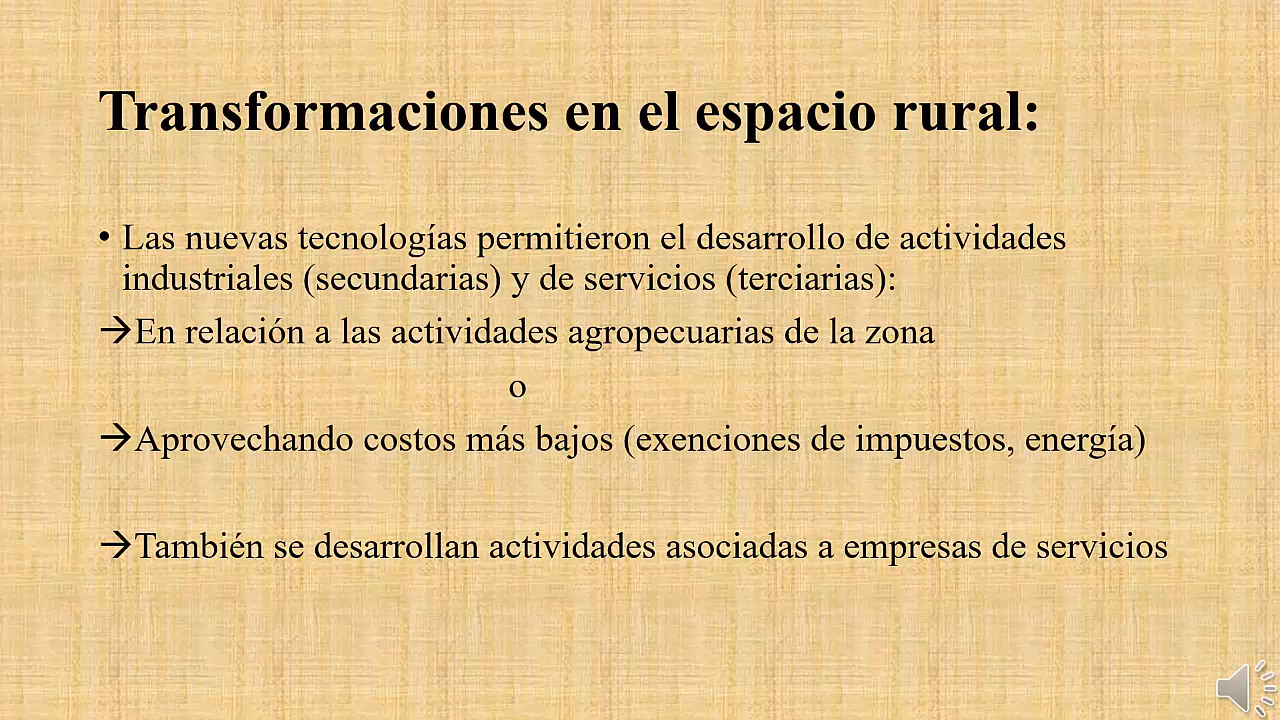 Transformaciones en el espacio rural:
• Las nuevas tecnologías permitieron el desarrollo de actividades
industriales (secundarias) y de servicios (terciarias):
→En relación a las actividades agropecuarias de la zona
o
→Aprovechando costos más bajos (exenciones de impuestos, energía)
→También se desarrollan actividades asociadas a empresas de servicios